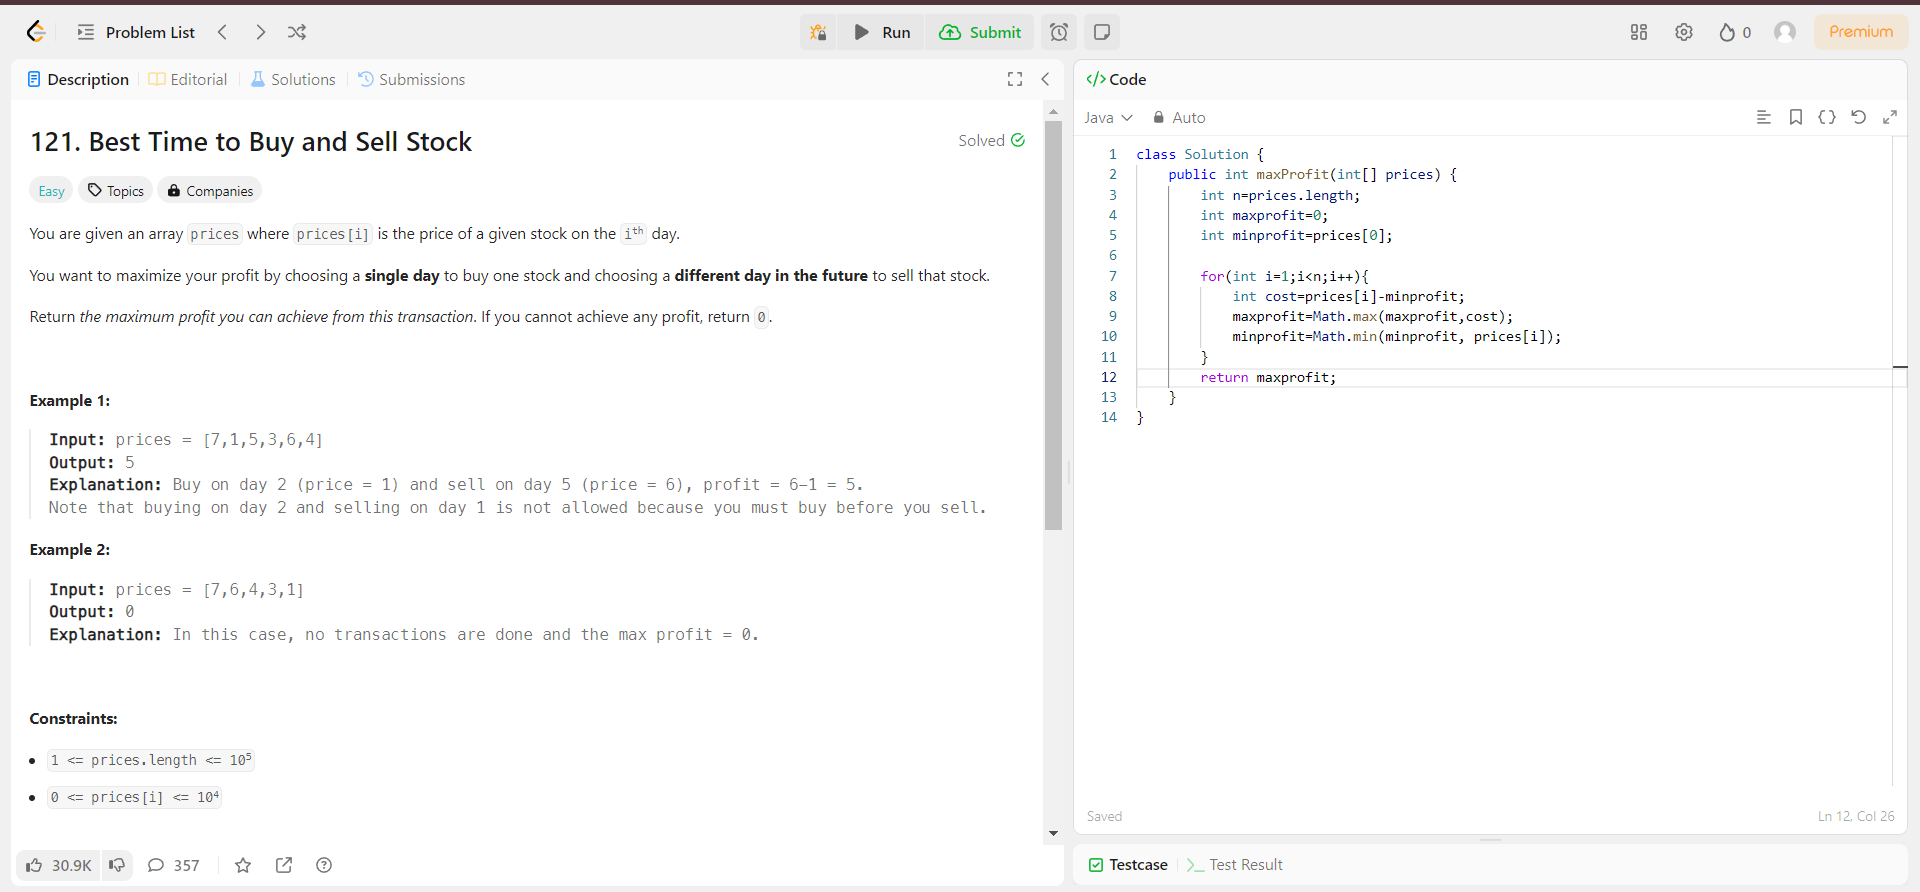 Problem List
Run
Submit
0
Premium
Description
Editorial
Solutions
Submissions
121. Best Time to Buy and Sell Stock
Solved
Easy
Topics
Companies
You are given an array prices where prices[i] is the price of a given stock on the ith day.
You want to maximize your profit by choosing a single day to buy one stock and choosing a different day in the future to sell that stock.
Return the maximum profit you can achieve from this transaction. If you cannot achieve any profit, return 0.
Example 1:
Input: prices = [7,1,5,3,6,4]
Output: 5
Explanation: Buy on day 2 (price = 1) and sell on day 5 (price = 6), profit = 6-1 = 5.
Note that buying on day 2 and selling on day 1 is not allowed because you must buy before you sell.
Example 2:
Input: prices = [7,6,4,3,1]
Output: 0
Explanation: In this case, no transactions are done and the max profit = 0.
Constraints:
1 <= prices.length <= 10⁵
0 <= prices[i] <= 10⁴
30.9K
357
</> Code
Java
Auto
1 class Solution {
2 public int maxProfit(int[] prices) {
3 int n=prices.length;
4 int maxprofit=0;
5 int minprofit=prices[0];
6
7 for(int i=1;i<n;i++){
8 int cost=prices[i]-minprofit;
9 maxprofit=Math.max(maxprofit,cost);
10 minprofit=Math.min(minprofit, prices[i]);
11 }
12 return maxprofit;
13 }
14 }
Saved
Ln 12, Col 26
Testcase
Test Result